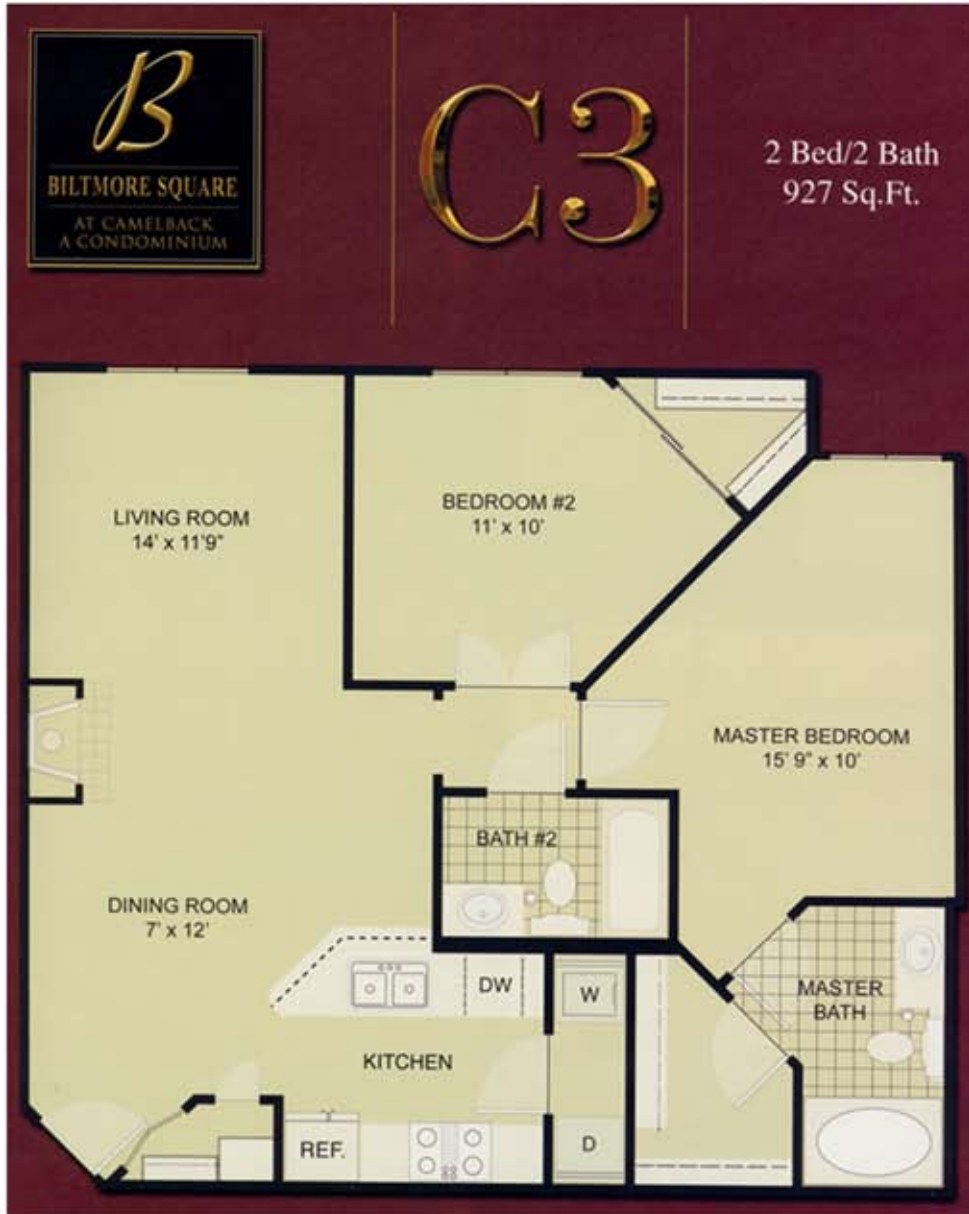 B
BILTMORE SQUARE
AT CAMELBACK
A CONDOMINIUM
C3
2 Bed/2 Bath
927 Sq.Ft.
LIVING ROOM
14' x 11'9"
BEDROOM #2
11' x 10'
MASTER BEDROOM
15' 9" x 10'
BATH #2
DINING ROOM
7' x 12'
DW
W
MASTER
BATH
KITCHEN
REF.
D